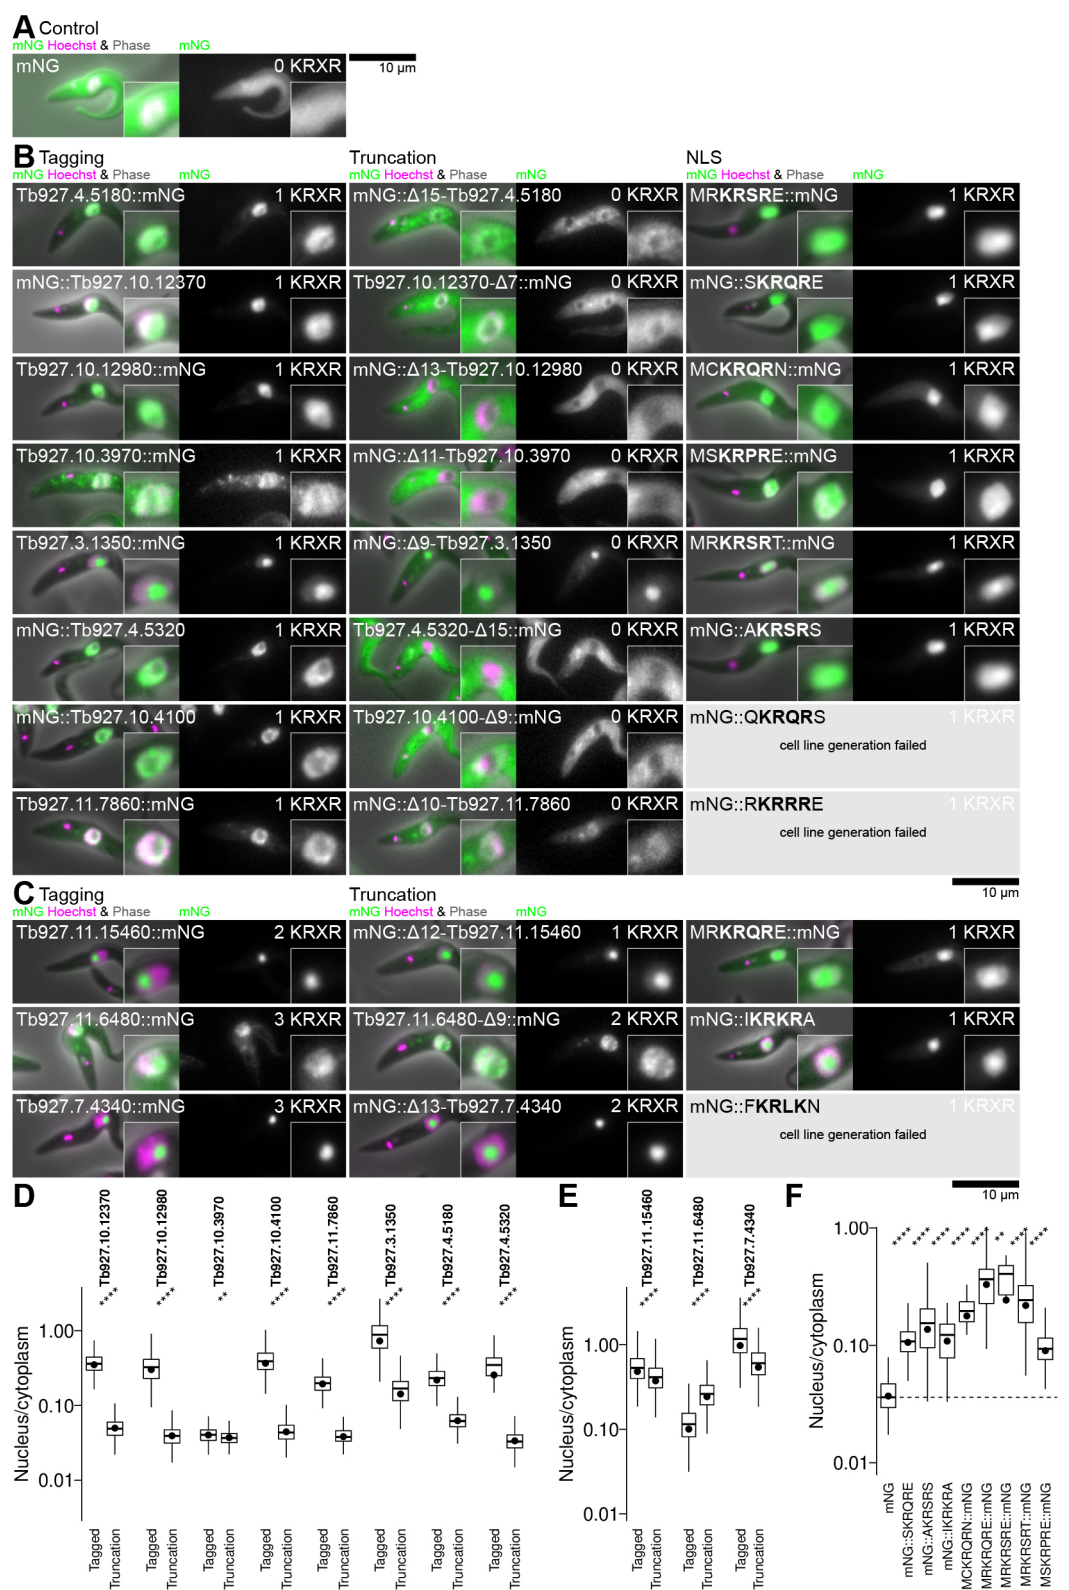 A Control
mNG Hoechst & Phase mNG
mNG 0 KRXR
10 µm
B Tagging Truncation NLS
mNG Hoechst & Phase mNG mNG Hoechst & Phase mNG mNG Hoechst & Phase mNG
Tb927.4.5180::mNG 1 KRXR mNG::Δ15-Tb927.4.5180 0 KRXR MRKRSRE::mNG 1 KRXR
mNG::Tb927.10.12370 1 KRXR Tb927.10.12370-Δ7::mNG 0 KRXR mNG::SKRQRE 1 KRXR
Tb927.10.12980::mNG 1 KRXR mNG::Δ13-Tb927.10.12980 0 KRXR MCKRQRN::mNG 1 KRXR
Tb927.10.3970::mNG 1 KRXR mNG::Δ11-Tb927.10.3970 0 KRXR MSKRPRE::mNG 1 KRXR
Tb927.3.1350::mNG 1 KRXR mNG::Δ9-Tb927.3.1350 0 KRXR MRKRSRT::mNG 1 KRXR
mNG::Tb927.4.5320 1 KRXR Tb927.4.5320-Δ15::mNG 0 KRXR mNG::AKRSRS 1 KRXR
mNG::Tb927.10.4100 1 KRXR Tb927.10.4100-Δ9::mNG 0 KRXR mNG::QKRQRS 1 KRXR
cell line generation failed
Tb927.11.7860::mNG 1 KRXR mNG::Δ10-Tb927.11.7860 0 KRXR mNG::RKRRRE 1 KRXR
cell line generation failed
10 µm
C Tagging Truncation
mNG Hoechst & Phase mNG mNG Hoechst & Phase mNG
Tb927.11.15460::mNG 2 KRXR mNG::Δ12-Tb927.11.15460 1 KRXR MRKRQRE::mNG 1 KRXR
Tb927.11.6480::mNG 3 KRXR Tb927.11.6480-Δ9::mNG 2 KRXR mNG::IKRKRA 1 KRXR
Tb927.7.4340::mNG 3 KRXR mNG::Δ13-Tb927.7.4340 2 KRXR mNG::FKRLKN 1 KRXR
cell line generation failed
10 µm
D
Tb927.10.12370 Tb927.10.12980 Tb927.10.3970 Tb927.10.4100 Tb927.11.7860 Tb927.3.1350 Tb927.4.5180 Tb927.4.5320
**** **** ** **** **** **** **** ****
Nucleus/cytoplasm
1.00
0.10
0.01
Tagged Truncation Tagged Truncation Tagged Truncation Tagged Truncation Tagged Truncation Tagged Truncation Tagged Truncation Tagged Truncation
E
Tb927.11.15460 Tb927.11.6480 Tb927.7.4340
**** **** ****
Nucleus/cytoplasm
1.00
0.10
0.01
Tagged Truncation Tagged Truncation Tagged Truncation
F
**** **** **** **** **** ** **** ****
Nucleus/cytoplasm
1.00
0.10
0.01
mNG mNG::SKRQRE mNG::AKRSRS mNG::IKRKRA MCKRQRN::mNG MRKRQRE::mNG MRKRSRE::mNG MRKRSRT::mNG MSKRPRE::mNG